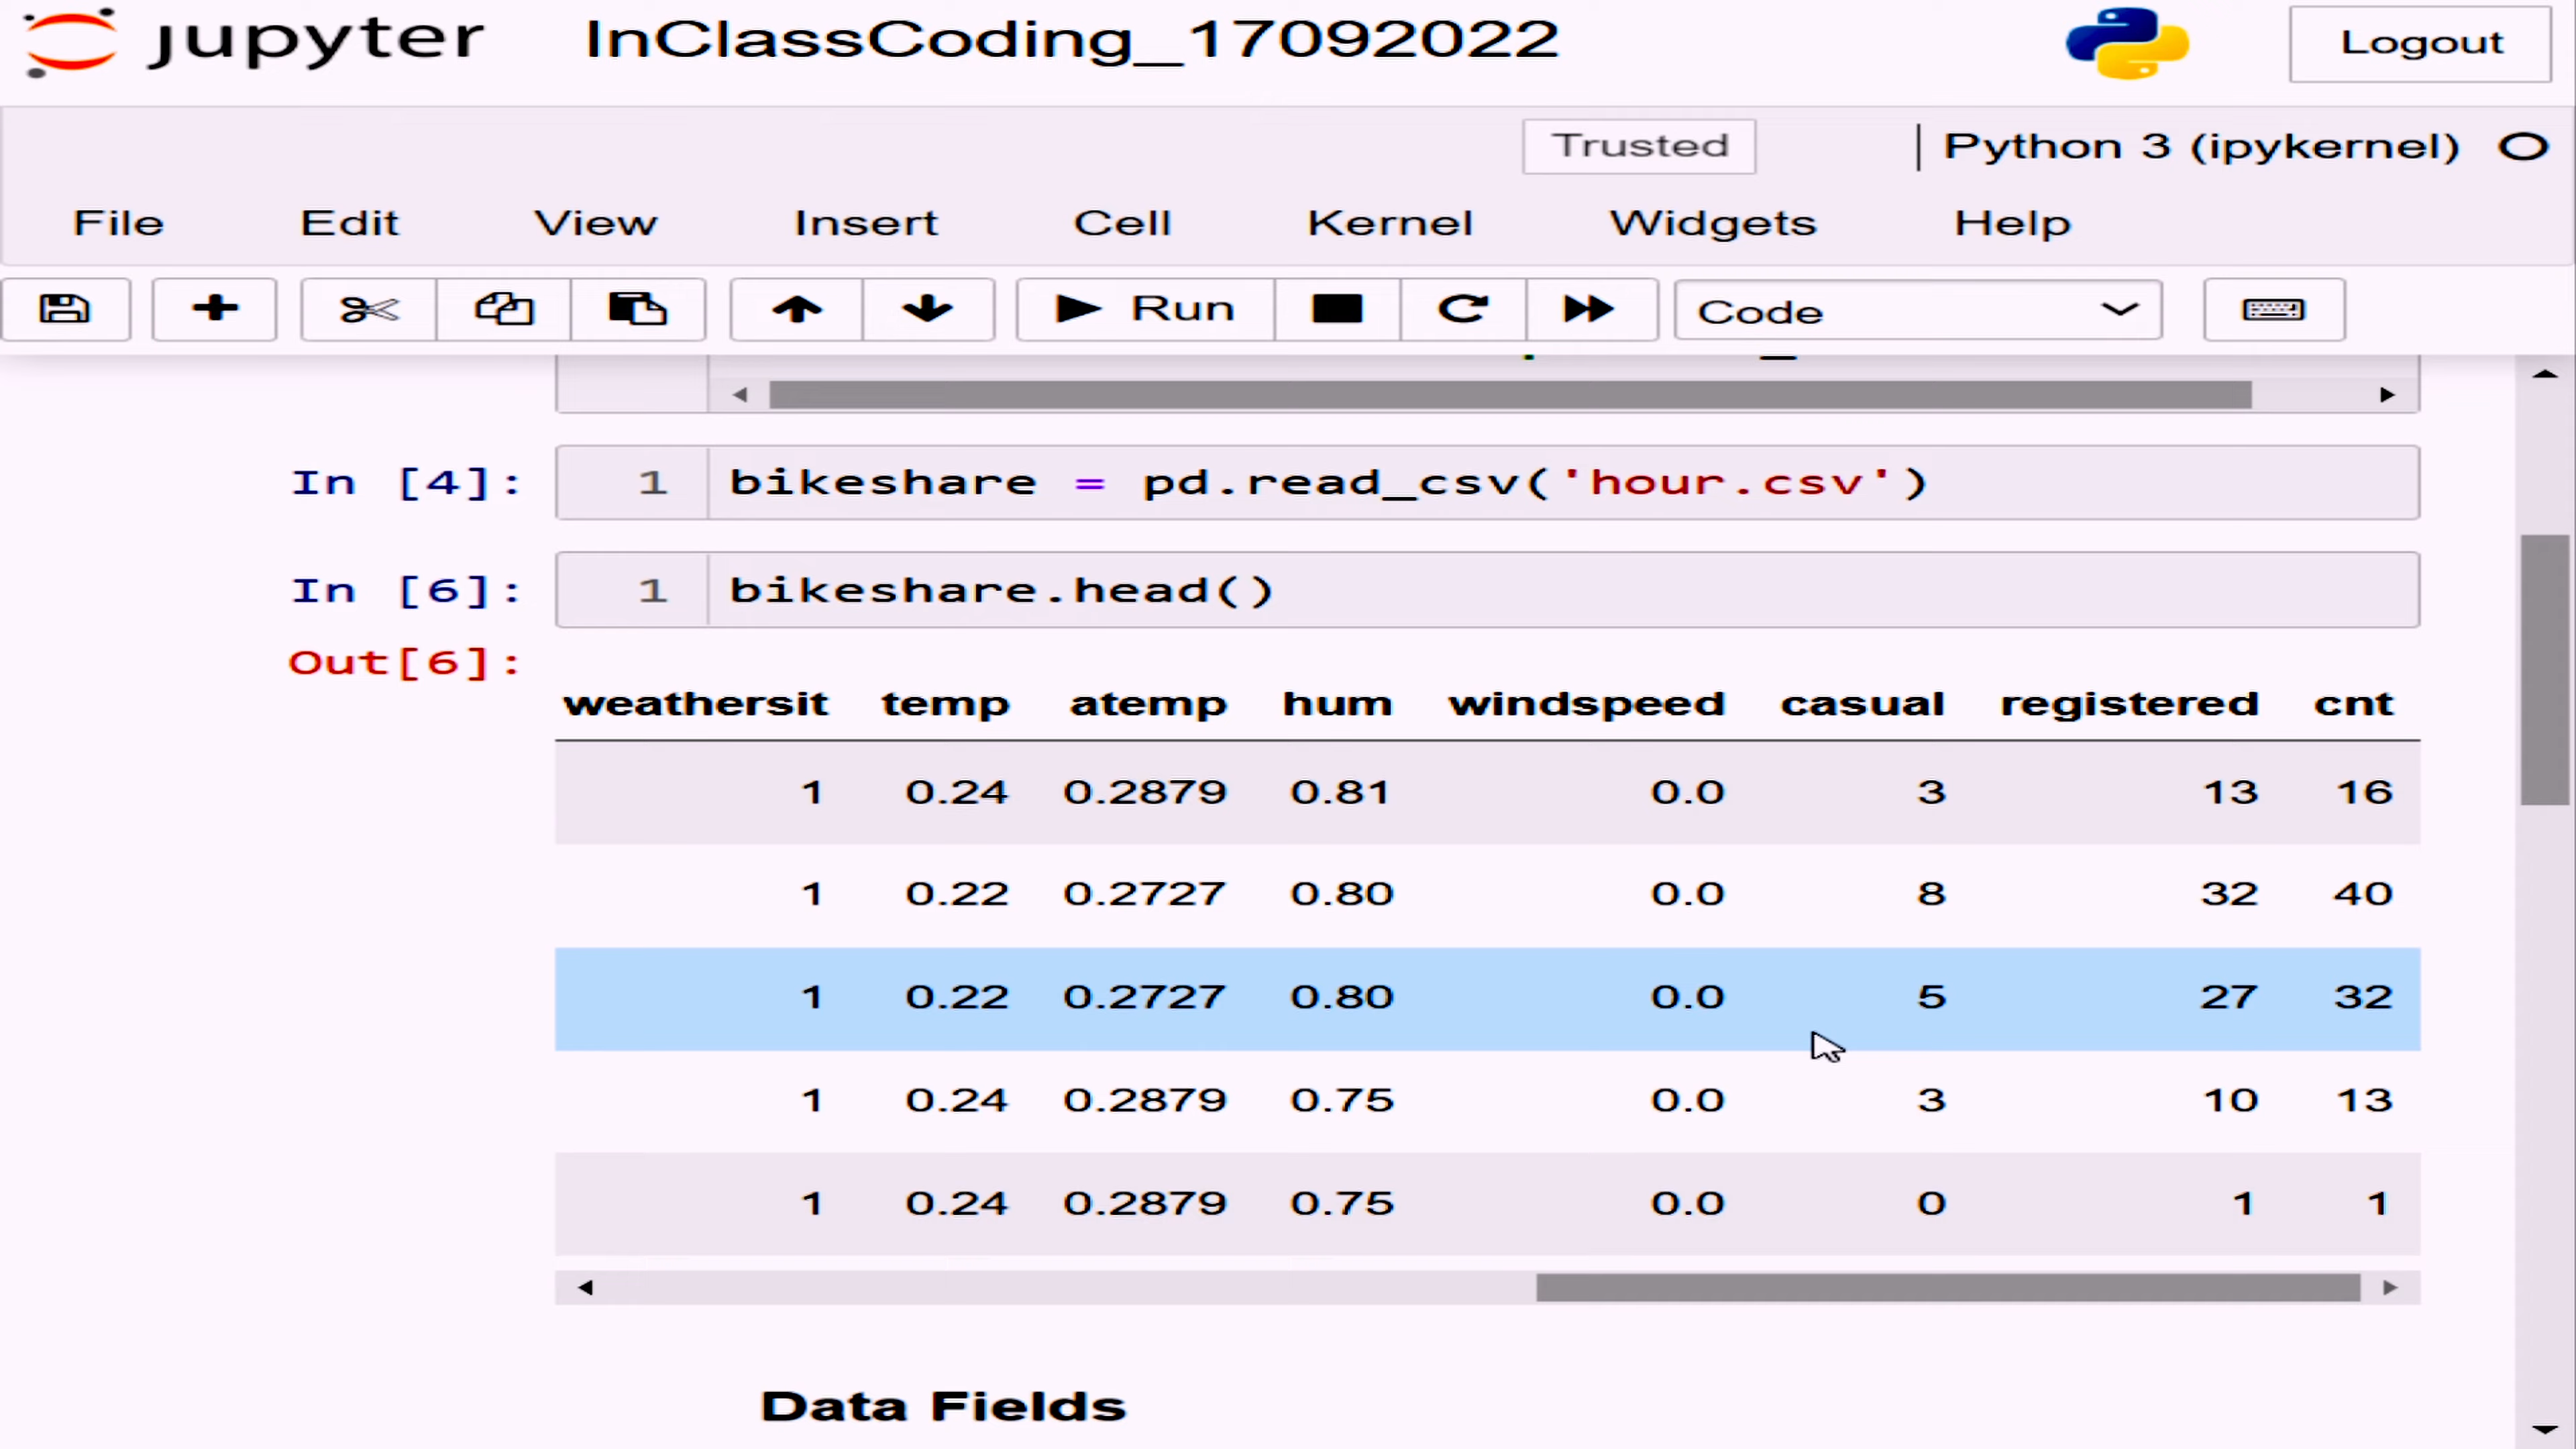 jupyter InClassCoding_17092022 Logout
Trusted Python 3 (ipykernel)
File Edit View Insert Cell Kernel Widgets Help
Run Code
In [4]: 1 bikeshare = pd.read_csv('hour.csv')
In [6]: 1 bikeshare.head()
Out[6]:
weathersit temp atemp hum windspeed casual registered cnt
1 0.24 0.2879 0.81 0.0 3 13 16
1 0.22 0.2727 0.80 0.0 8 32 40
1 0.22 0.2727 0.80 0.0 5 27 32
1 0.24 0.2879 0.75 0.0 3 10 13
1 0.24 0.2879 0.75 0.0 0 1 1
Data Fields